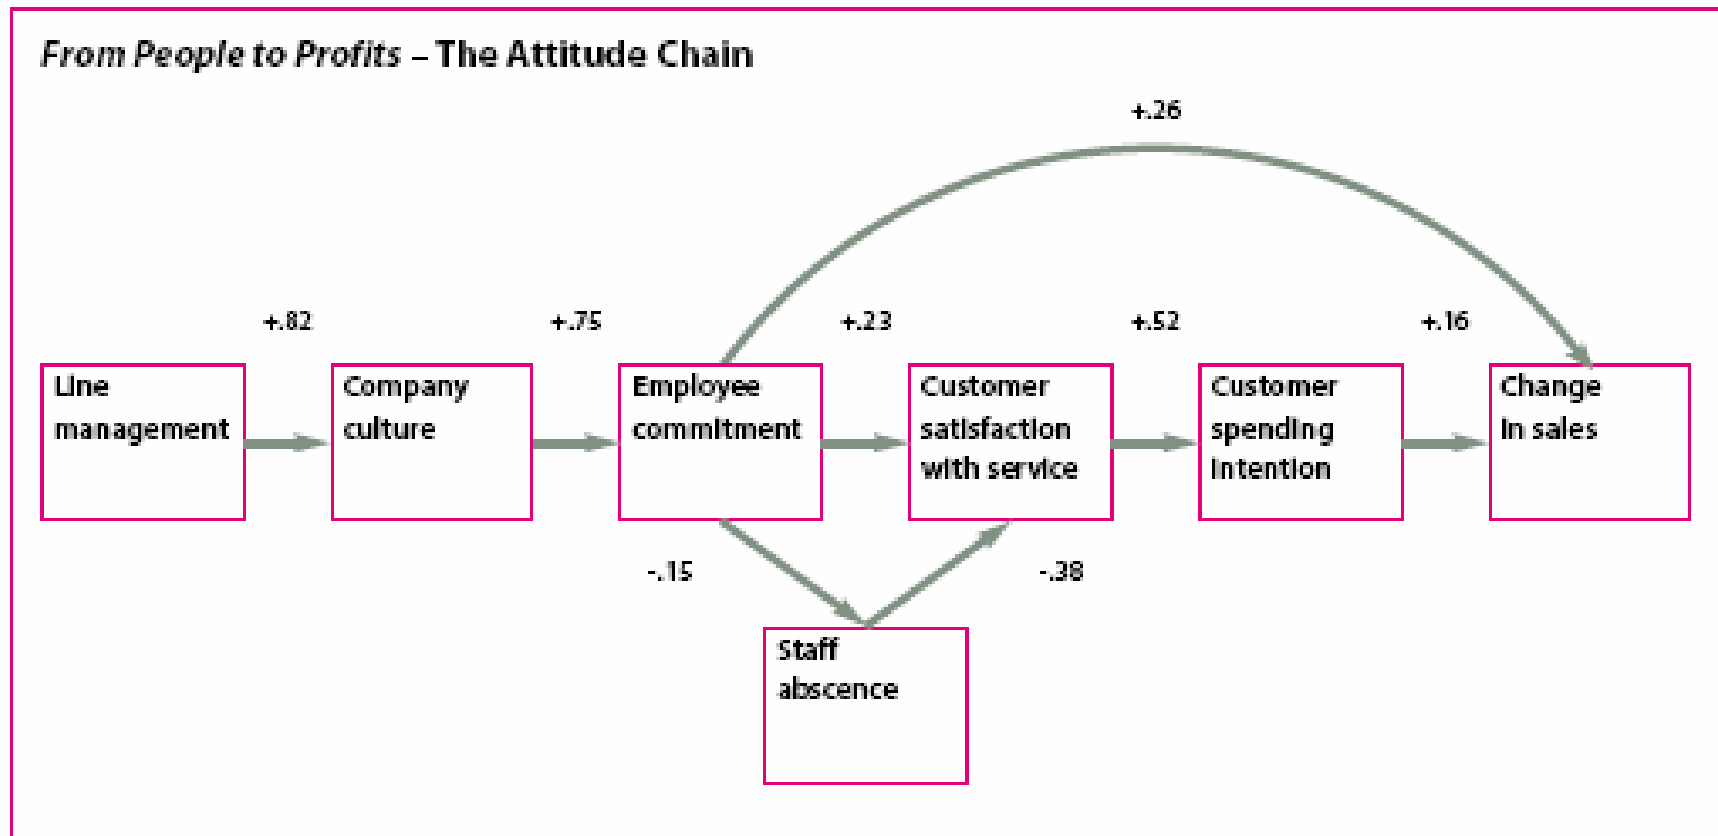 From People to Profits – The Attitude Chain
+.26
+.82
+.75
+.23
+.52
+.16
Line
management
Company
culture
Employee
commitment
Customer
satisfaction
with service
Customer
spending
intention
Change
in sales
-.15
-.38
Staff
abscence